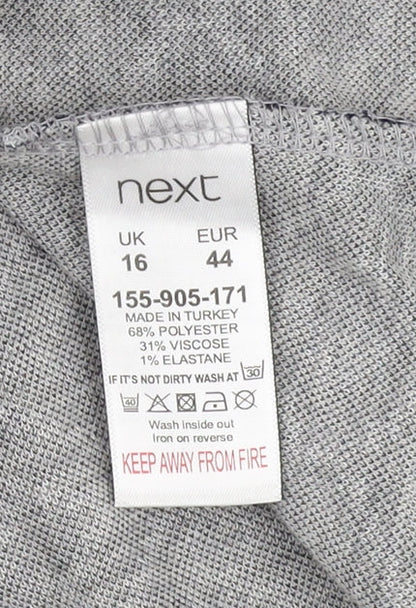 next
UK EUR
16 44
155-905-171
MADE IN TURKEY
68% POLYESTER
31% VISCOSE
1% ELASTANE
IF IT'S NOT DIRTY WASH AT 30
40
Wash inside out
Iron on reverse
KEEP AWAY FROM FIRE